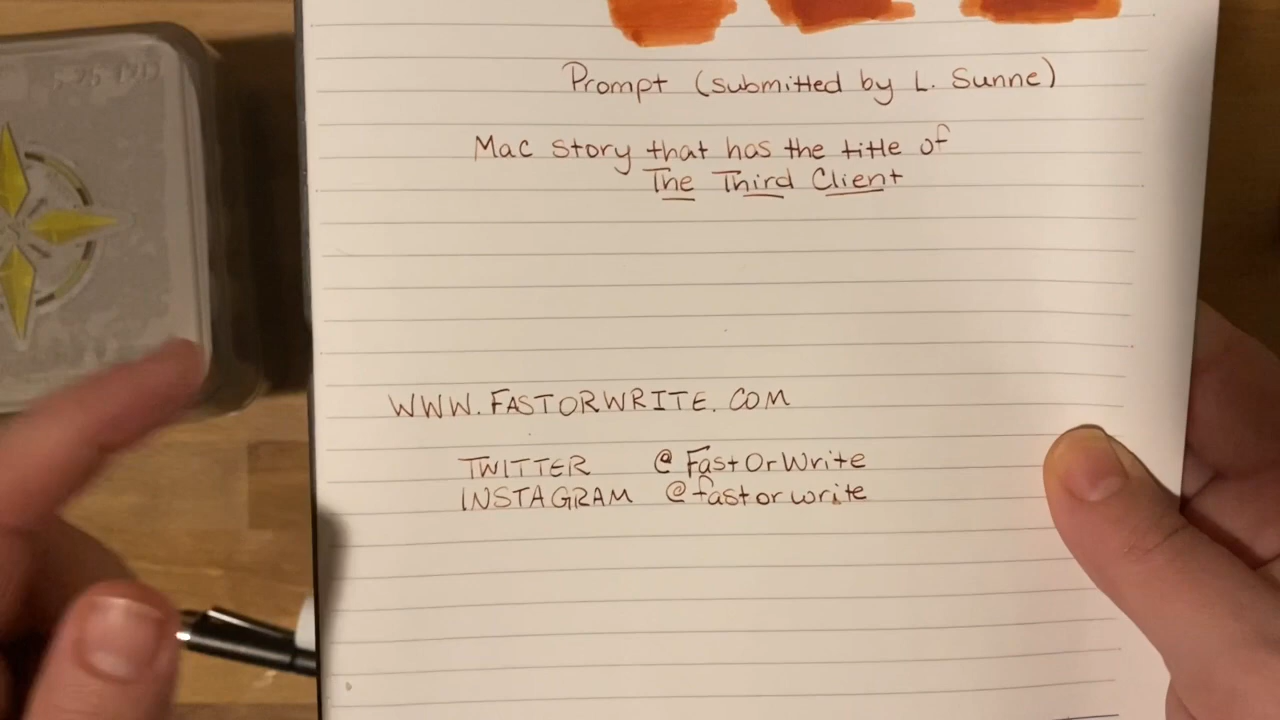 Prompt (submitted by L. Sunne)
Mac story that has the title of
The Third Client
WWW.FASTORWRITE.COM
TWITTER @FastOrWrite
INSTAGRAM @fastorwrite